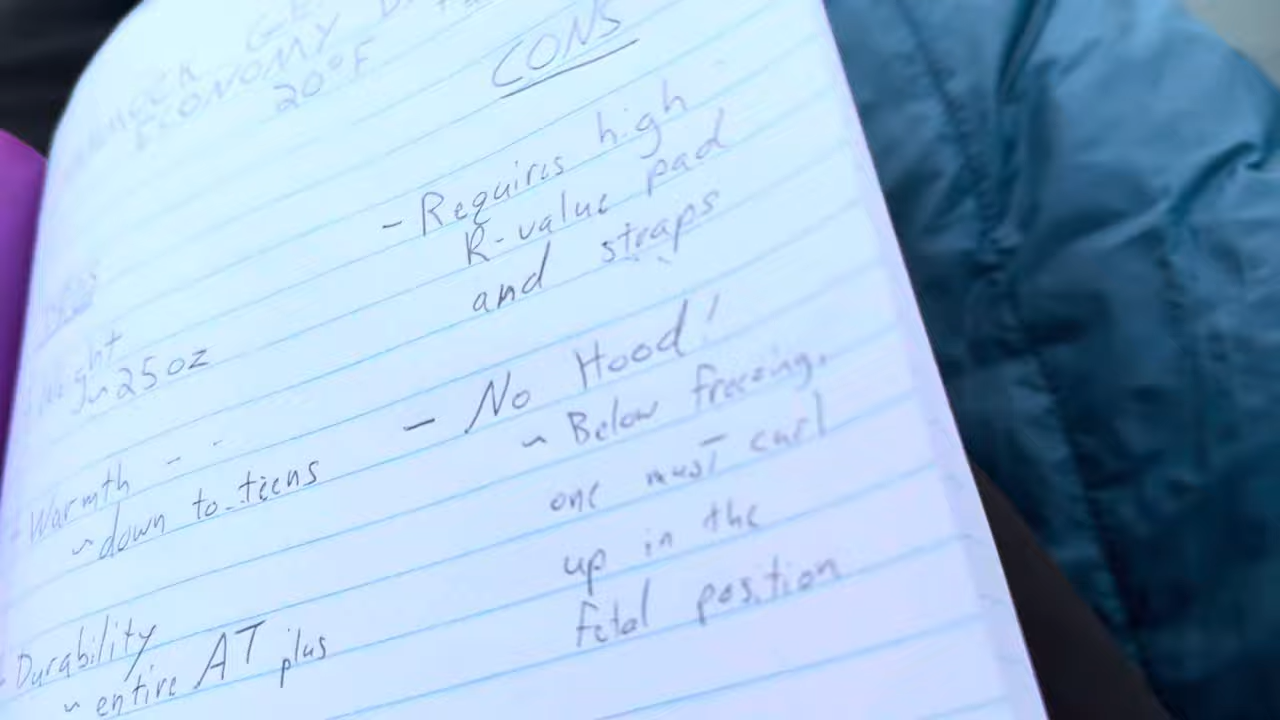 ECONOMY
20°F
CONS
- Requires high
R-value pad
and straps
~25oz
- No Hood!
~ Below freezing,
one must curl
up in the
fetal position
Warmth
~ down to teens
Durability
~ entire AT plus